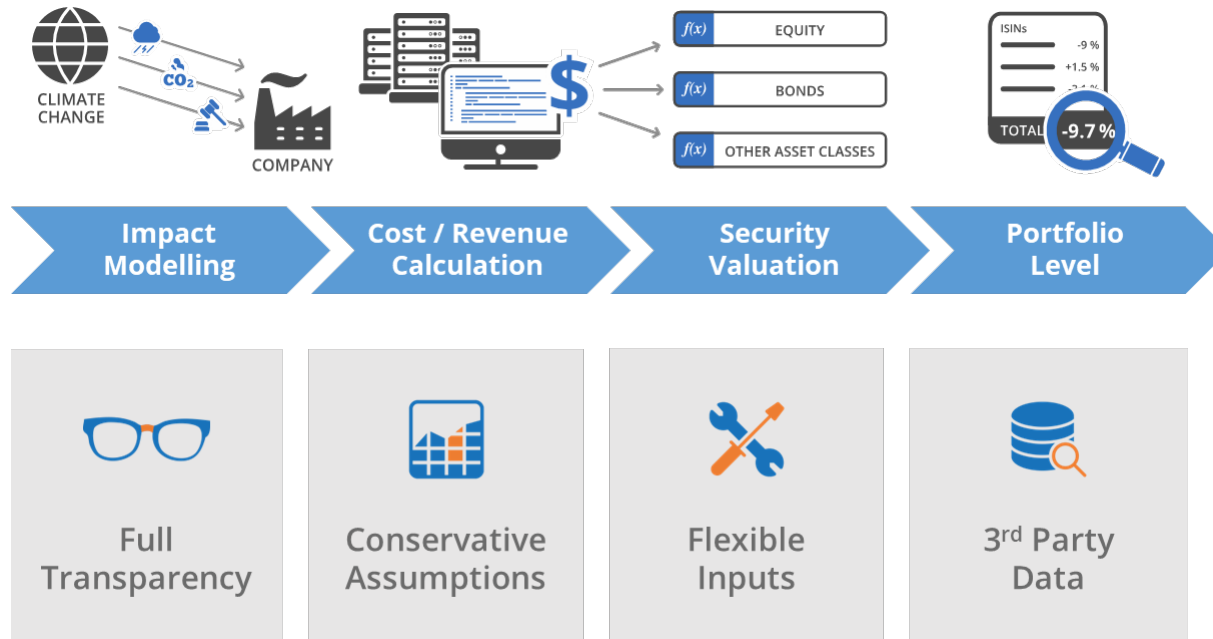 CLIMATE
CHANGE
CO₂
COMPANY
$
f(x) EQUITY
f(x) BONDS
f(x) OTHER ASSET CLASSES
ISINs
-9 %
+1.5 %
TOTAL -9.7 %
Impact
Modelling
Cost / Revenue
Calculation
Security
Valuation
Portfolio
Level
Full
Transparency
Conservative
Assumptions
Flexible
Inputs
3rd Party
Data